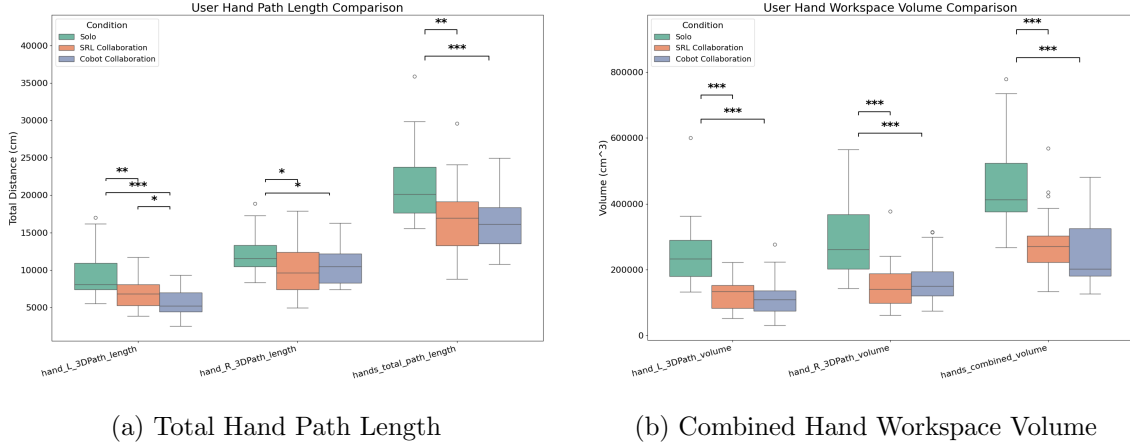 User Hand Path Length Comparison
Condition
Solo
SRL Collaboration
Cobot Collaboration
Total Distance (cm)
40000
35000
30000
25000
20000
15000
10000
5000
**
***
*
*
*
**
***
hand_L_3DPath_length
hand_R_3DPath_length
hands_total_path_length
(a) Total Hand Path Length
User Hand Workspace Volume Comparison
Condition
Solo
SRL Collaboration
Cobot Collaboration
Volume (cm^3)
800000
600000
400000
200000
0
***
***
***
***
***
***
hand_L_3DPath_volume
hand_R_3DPath_volume
hands_combined_volume
(b) Combined Hand Workspace Volume